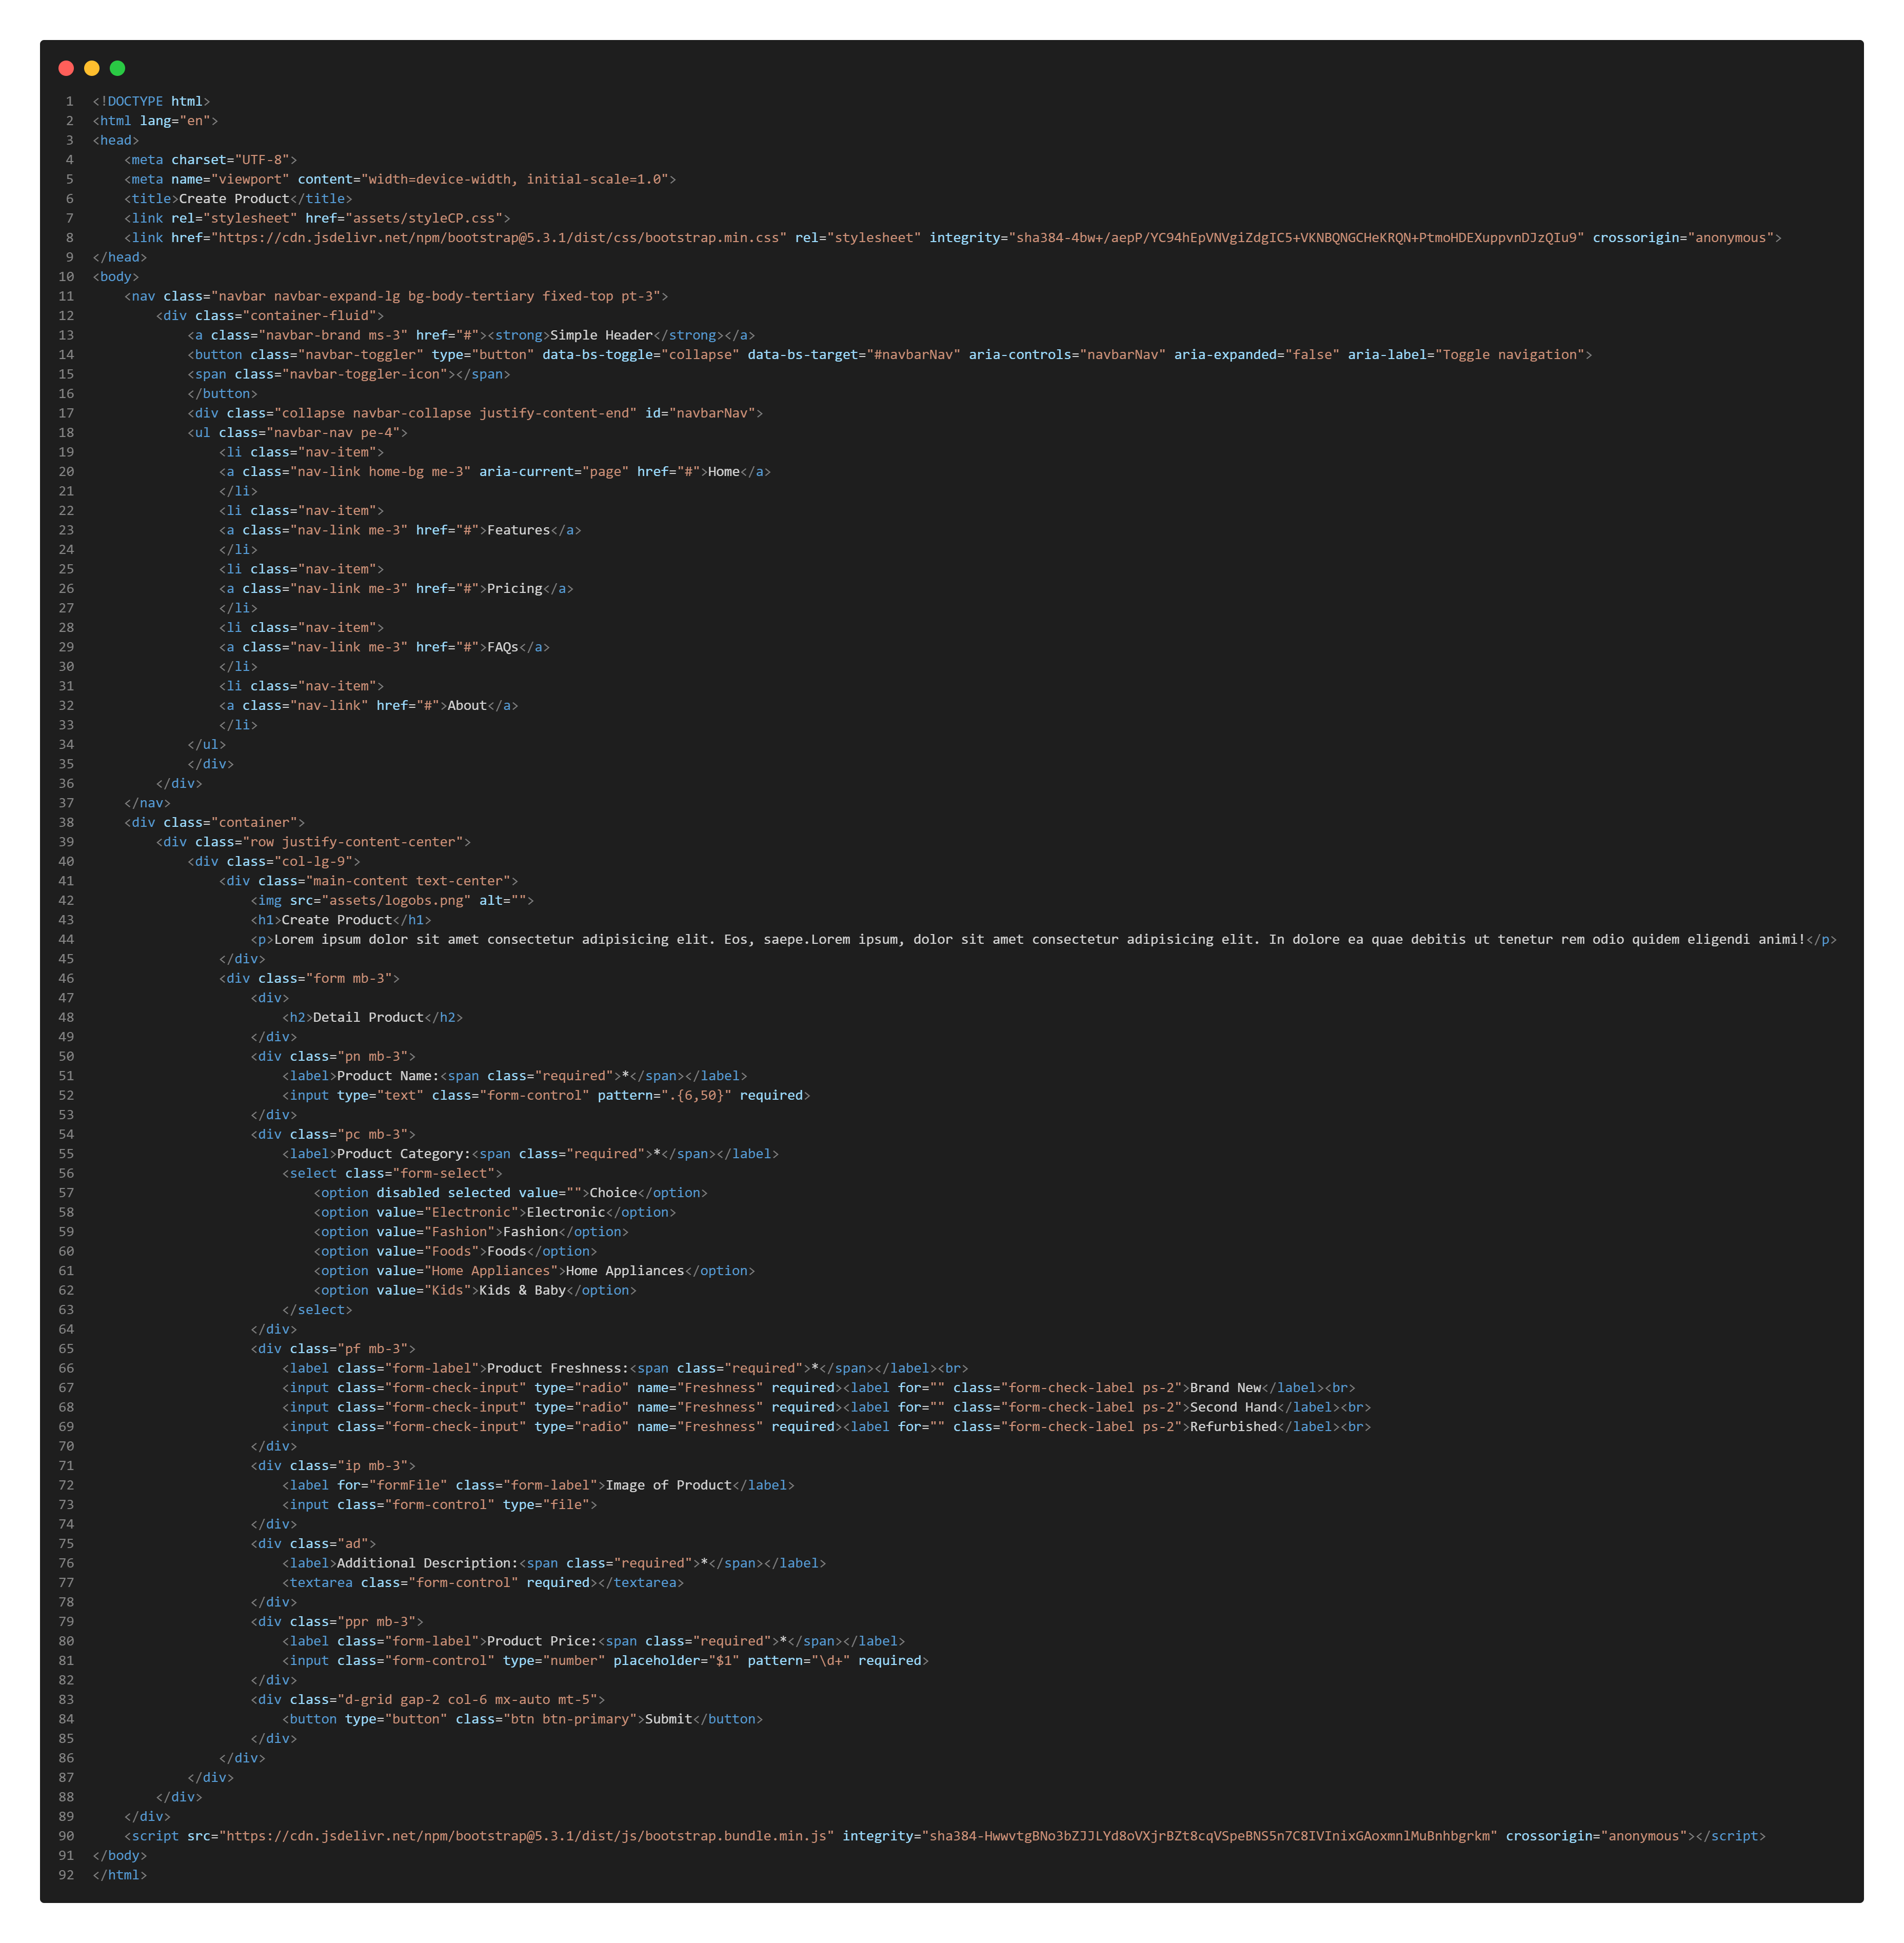 1 <!DOCTYPE html>
2 <html lang="en">
3 <head>
4     <meta charset="UTF-8">
5     <meta name="viewport" content="width=device-width, initial-scale=1.0">
6     <title>Create Product</title>
7     <link rel="stylesheet" href="assets/styleCP.css">
8     <link href="https://cdn.jsdelivr.net/npm/bootstrap@5.3.1/dist/css/bootstrap.min.css" rel="stylesheet" integrity="sha384-4bw+/aepP/YC94hEpVNVgiZdgIC5+VKNBQNGCHeKRQN+PtmoHDEXuppvnDJzQIu9" crossorigin="anonymous">
9 </head>
10 <body>
11     <nav class="navbar navbar-expand-lg bg-body-tertiary fixed-top pt-3">
12         <div class="container-fluid">
13             <a class="navbar-brand ms-3" href="#"><strong>Simple Header</strong></a>
14             <button class="navbar-toggler" type="button" data-bs-toggle="collapse" data-bs-target="#navbarNav" aria-controls="navbarNav" aria-expanded="false" aria-label="Toggle navigation">
15             <span class="navbar-toggler-icon"></span>
16             </button>
17             <div class="collapse navbar-collapse justify-content-end" id="navbarNav">
18             <ul class="navbar-nav pe-4">
19                 <li class="nav-item">
20                 <a class="nav-link home-bg me-3" aria-current="page" href="#">Home</a>
21                 </li>
22                 <li class="nav-item">
23                 <a class="nav-link me-3" href="#">Features</a>
24                 </li>
25                 <li class="nav-item">
26                 <a class="nav-link me-3" href="#">Pricing</a>
27                 </li>
28                 <li class="nav-item">
29                 <a class="nav-link me-3" href="#">FAQs</a>
30                 </li>
31                 <li class="nav-item">
32                 <a class="nav-link" href="#">About</a>
33                 </li>
34             </ul>
35             </div>
36         </div>
37     </nav>
38     <div class="container">
39         <div class="row justify-content-center">
40             <div class="col-lg-9">
41                 <div class="main-content text-center">
42                     <img src="assets/logobs.png" alt="">
43                     <h1>Create Product</h1>
44                     <p>Lorem ipsum dolor sit amet consectetur adipisicing elit. Eos, saepe.Lorem ipsum, dolor sit amet consectetur adipisicing elit. In dolore ea quae debitis ut tenetur rem odio quidem eligendi animi!</p>
45                 </div>
46                 <div class="form mb-3">
47                     <div>
48                         <h2>Detail Product</h2>
49                     </div>
50                     <div class="pn mb-3">
51                         <label>Product Name:<span class="required">*</span></label>
52                         <input type="text" class="form-control" pattern=".{6,50}" required>
53                     </div>
54                     <div class="pc mb-3">
55                         <label>Product Category:<span class="required">*</span></label>
56                         <select class="form-select">
57                             <option disabled selected value="">Choice</option>
58                             <option value="Electronic">Electronic</option>
59                             <option value="Fashion">Fashion</option>
60                             <option value="Foods">Foods</option>
61                             <option value="Home Appliances">Home Appliances</option>
62                             <option value="Kids">Kids & Baby</option>
63                         </select>
64                     </div>
65                     <div class="pf mb-3">
66                         <label class="form-label">Product Freshness:<span class="required">*</span></label><br>
67                         <input class="form-check-input" type="radio" name="Freshness" required><label for="" class="form-check-label ps-2">Brand New</label><br>
68                         <input class="form-check-input" type="radio" name="Freshness" required><label for="" class="form-check-label ps-2">Second Hand</label><br>
69                         <input class="form-check-input" type="radio" name="Freshness" required><label for="" class="form-check-label ps-2">Refurbished</label><br>
70                     </div>
71                     <div class="ip mb-3">
72                         <label for="formFile" class="form-label">Image of Product</label>
73                         <input class="form-control" type="file">
74                     </div>
75                     <div class="ad">
76                         <label>Additional Description:<span class="required">*</span></label>
77                         <textarea class="form-control" required></textarea>
78                     </div>
79                     <div class="ppr mb-3">
80                         <label class="form-label">Product Price:<span class="required">*</span></label>
81                         <input class="form-control" type="number" placeholder="$1" pattern="\d+" required>
82                     </div>
83                     <div class="d-grid gap-2 col-6 mx-auto mt-5">
84                         <button type="button" class="btn btn-primary">Submit</button>
85                     </div>
86                 </div>
87             </div>
88         </div>
89     </div>
90     <script src="https://cdn.jsdelivr.net/npm/bootstrap@5.3.1/dist/js/bootstrap.bundle.min.js" integrity="sha384-HwwvtgBNo3bZJJLYd8oVXjrBZt8cqVSpeBNS5n7C8IVInixGAoxmnlMuBnhbgrkm" crossorigin="anonymous"></script>
91 </body>
92 </html>